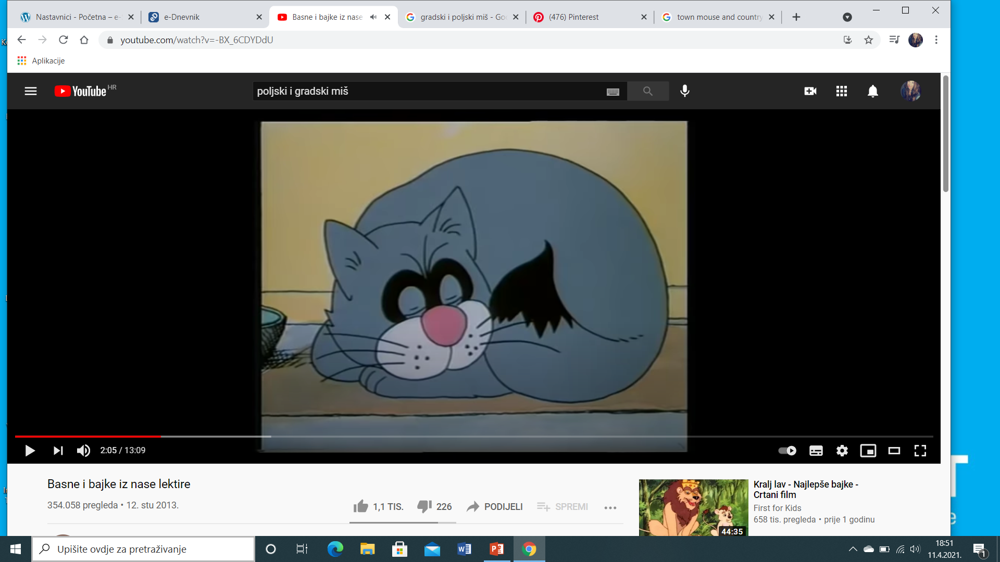 Nastavnici - Početna – e-
e-Dnevnik
Basne i bajke iz nase
gradski i poljski miš - Goo
(476) Pinterest
town mouse and country
youtube.com/watch?v=-BX_6CDYDdU
Aplikacije
YouTube HR
poljski i gradski miš
2:05 / 13:09
Basne i bajke iz nase lektire
354.058 pregleda • 12. stu 2013.
1,1 TIS.
226
PODIJELI
SPREMI
Kralj lav - Najlepše bajke -
Crtani film
First for Kids
658 tis. pregleda • prije 1 godinu
44:35
Upišite ovdje za pretraživanje
18:51
11.4.2021.
1